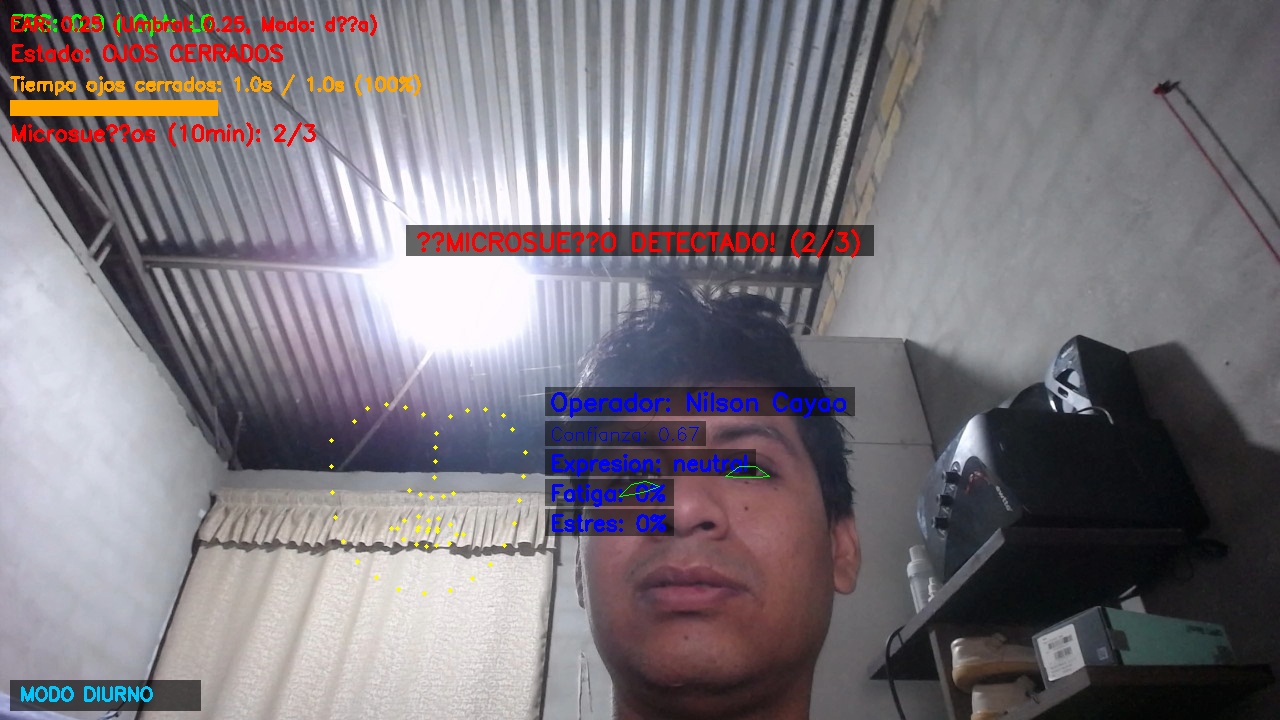 EAR: 0.25 (Umbral: 0.25, Modo: d??a)
Estado: OJOS CERRADOS
Tiempo ojos cerrados: 1.0s / 1.0s (100%)
Microsue??os (10min): 2/3
??MICROSUE??O DETECTADO! (2/3)
Operador: Nilson Cayao
Confianza: 0.67
Expresion: neutral
Fatiga: 0%
Estres: 0%
MODO DIURNO